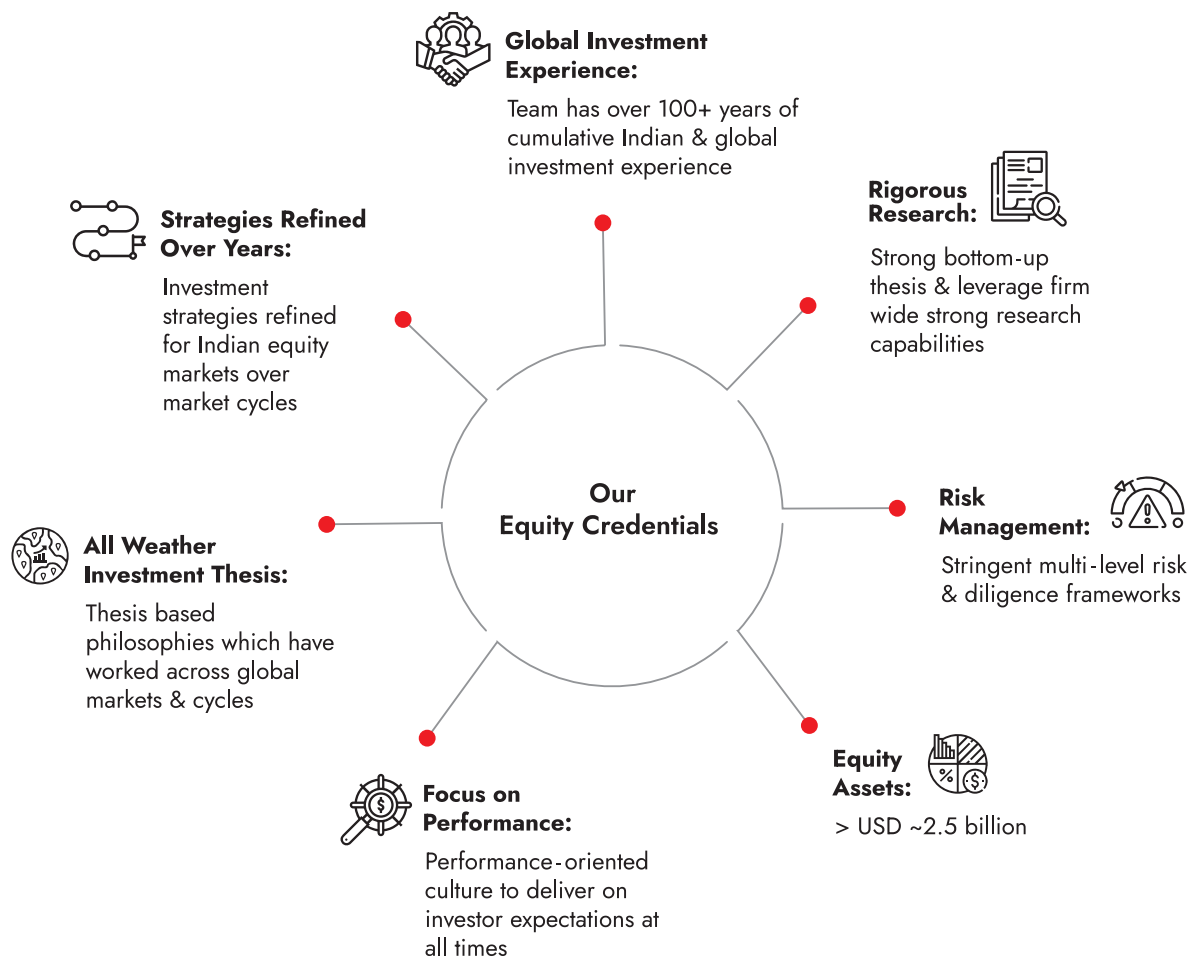 Global Investment
Experience:
Team has over 100+ years of
cumulative Indian & global
investment experience
Rigorous
Research:
Strong bottom-up
thesis & leverage firm
wide strong research
capabilities
Risk
Management:
Stringent multi-level risk
& diligence frameworks
Equity
Assets:
> USD ~2.5 billion
Focus on
Performance:
Performance-oriented
culture to deliver on
investor expectations at
all times
All Weather
Investment Thesis:
Thesis based
philosophies which have
worked across global
markets & cycles
Strategies Refined
Over Years:
Investment
strategies refined
for Indian equity
markets over
market cycles
Our
Equity Credentials